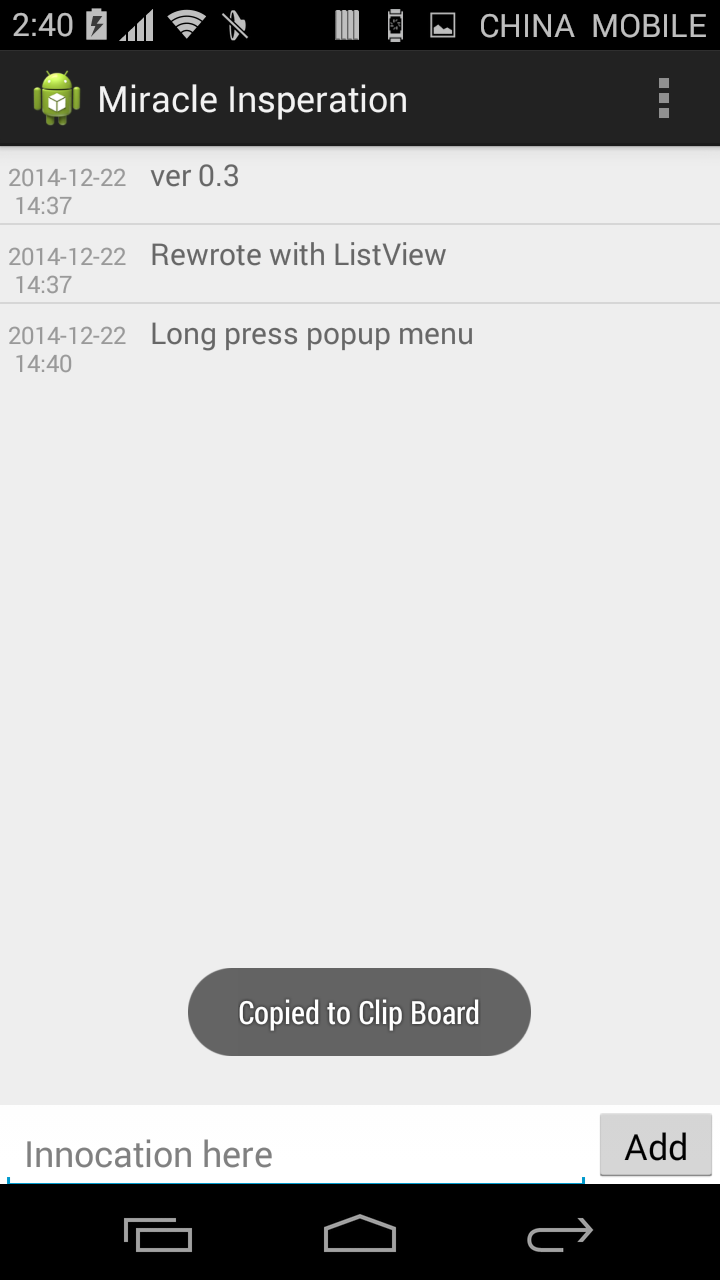 2:40 CHINA MOBILE
Miracle Insperation
2014-12-22 ver 0.3
14:37
2014-12-22 Rewrote with ListView
14:37
2014-12-22 Long press popup menu
14:40
Copied to Clip Board
Innocation here Add